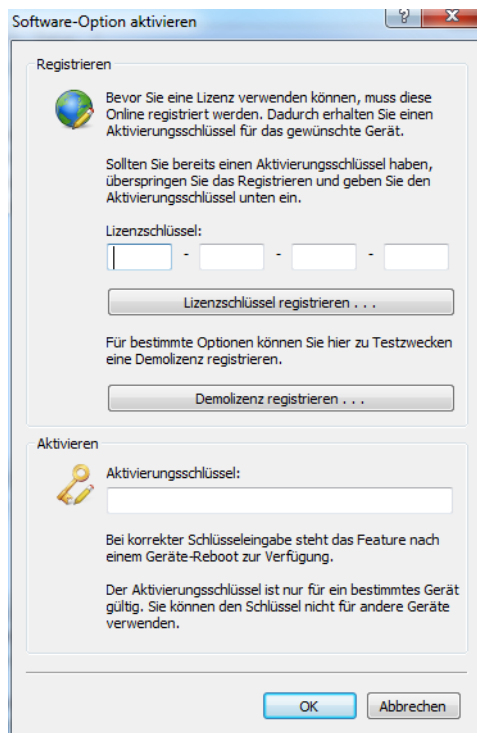 Software-Option aktivieren
Registrieren
Bevor Sie eine Lizenz verwenden können, muss diese
Online registriert werden. Dadurch erhalten Sie einen
Aktivierungschlüssel für das gewünschte Gerät.
Sollten Sie bereits einen Aktivierungsschlüssel haben,
überspringen Sie das Registrieren und geben Sie den
Aktivierungsschlüssel unten ein.
Lizenzschlüssel:
- - -
Lizenzschlüssel registrieren . . .
Für bestimmte Optionen können Sie hier zu Testzwecken
eine Demolizenz registrieren.
Demolizenz registrieren . . .
Aktivieren
Aktivierungsschlüssel:
Bei korrekter Schlüsseleingabe steht das Feature nach
einem Geräte-Reboot zur Verfügung.
Der Aktivierungsschlüssel ist nur für ein bestimmtes Gerät
gültig. Sie können den Schlüssel nicht für andere Geräte
verwenden.
OK Abbrechen